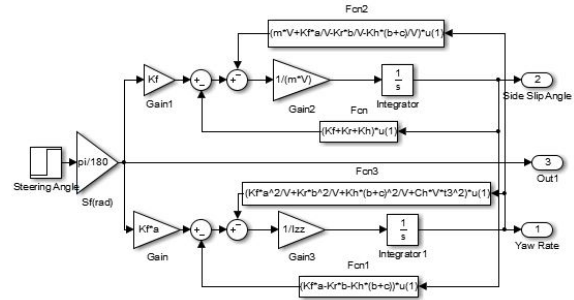 Fcn2
(m*V+Kf*a/V-Kr*b/V-Kh*(b+c)/V)*u(1)
Kf
Gain1
1/(m*V)
Gain2
1
s
Integrator
2
Side Slip Angle
Fcn
(Kf+Kr+Kh)*u(1)
Steering Angle
pi/180
Sf(rad)
3
Out1
Fcn3
(Kf*a^2/V+Kr*b^2/V+Kh*(b+c)^2/V+Ch*V*t3^2)*u(1)
Kf*a
Gain
1/Izz
Gain3
1
s
Integrator1
1
Yaw Rate
Fcn1
(Kf*a-Kr*b-Kh*(b+c))*u(1)